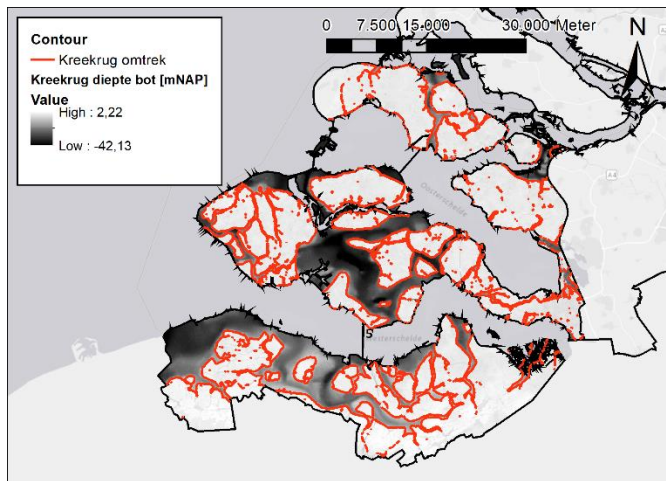 Contour
Kreekrug omtrek
Kreekrug diepte bot [mNAP]
Value
High : 2,22
Low : -42,13
0 7.500 15.000 30.000 Meter
N
Oosterschelde
Westerschelde